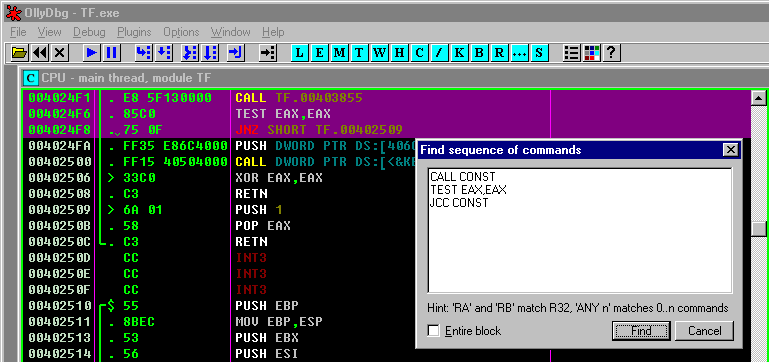 OllyDbg - TF.exe
File View Debug Plugins Options Window Help
L E M T W H C / K B R ... S ?
C CPU - main thread, module TF
004024F1 . E8 5F130000 CALL TF.00403855
004024F6 . 85C0 TEST EAX,EAX
004024F8 . 75 0F JNZ SHORT TF.00402509
004024FA . FF35 E86C4000 PUSH DWORD PTR DS:[406C
00402500 . FF15 40504000 CALL DWORD PTR DS:[<&KE
00402506 > 33C0 XOR EAX,EAX
00402508 . C3 RETN
00402509 > 6A 01 PUSH 1
0040250B . 58 POP EAX
0040250C . C3 RETN
0040250D CC INT3
0040250E CC INT3
0040250F CC INT3
00402510 $ 55 PUSH EBP
00402511 . 8BEC MOV EBP,ESP
00402513 . 53 PUSH EBX
00402514 . 56 PUSH ESI
Find sequence of commands
CALL CONST
TEST EAX,EAX
JCC CONST
Hint: 'RA' and 'RB' match R32, 'ANY n' matches 0..n commands
Entire block Find Cancel